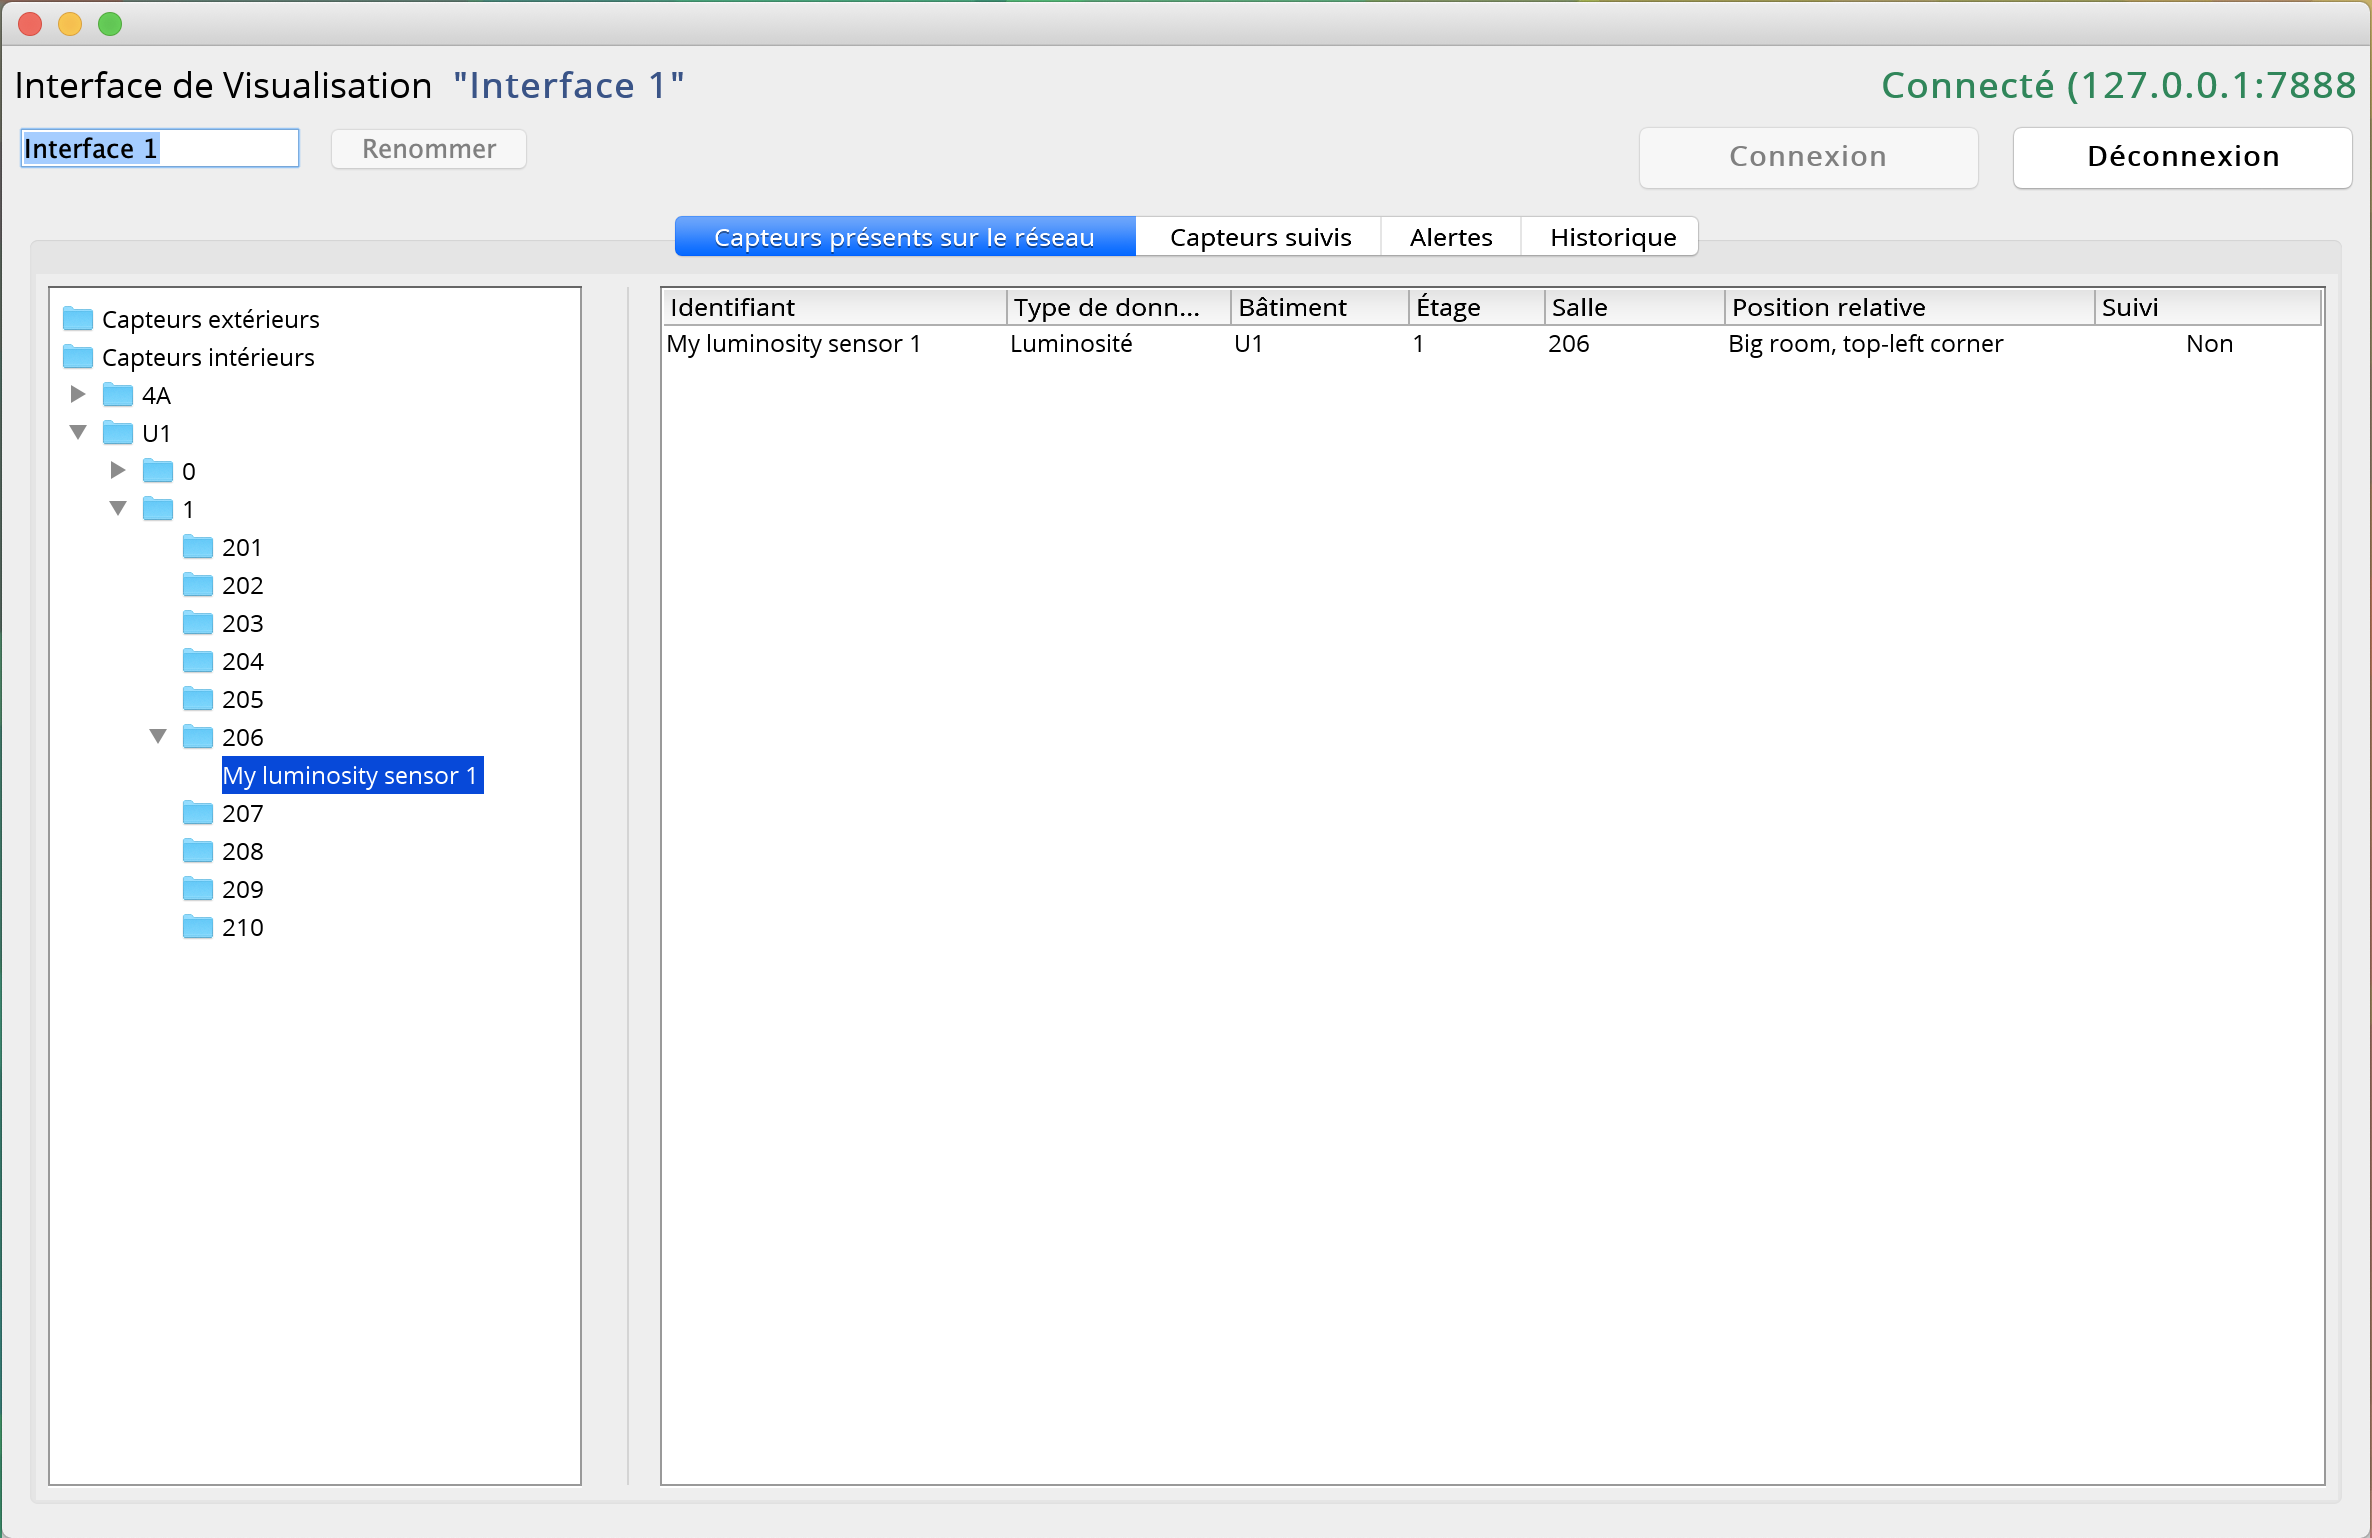 Interface de Visualisation "Interface 1"
Connecté (127.0.0.1:7888
Interface 1
Renommer
Connexion
Déconnexion
Capteurs présents sur le réseau
Capteurs suivis
Alertes
Historique
Capteurs extérieurs
Capteurs intérieurs
4A
U1
0
1
201
202
203
204
205
206
My luminosity sensor 1
207
208
209
210
Identifiant Type de donn... Bâtiment Étage Salle Position relative Suivi
My luminosity sensor 1 Luminosité U1 1 206 Big room, top-left corner Non